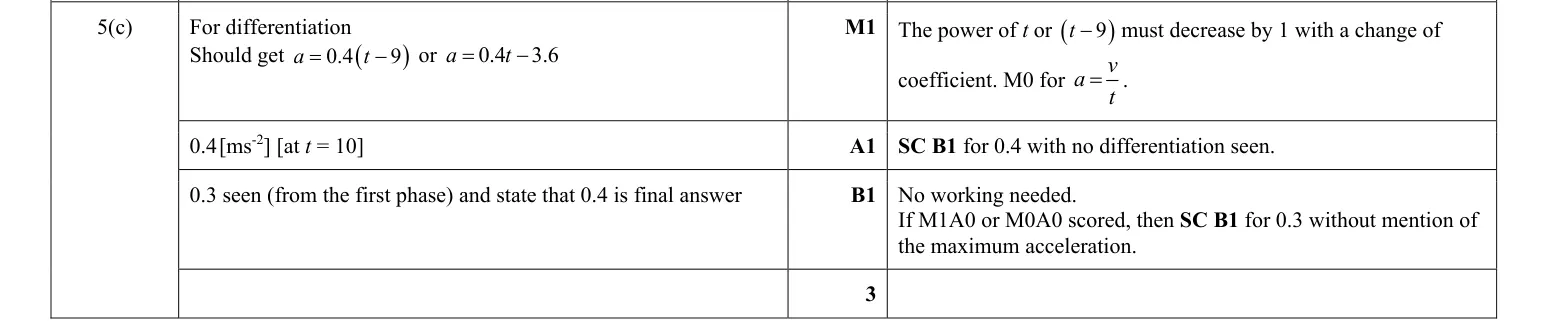 5(c)
For differentiation
Should get a = 0.4(t − 9) or a = 0.4t − 3.6
M1
The power of t or (t − 9) must decrease by 1 with a change of
coefficient. M0 for a = v/t.
0.4[ms⁻²] [at t = 10]
A1
SC B1 for 0.4 with no differentiation seen.
0.3 seen (from the first phase) and state that 0.4 is final answer
B1
No working needed.
If M1A0 or M0A0 scored, then SC B1 for 0.3 without mention of
the maximum acceleration.
3